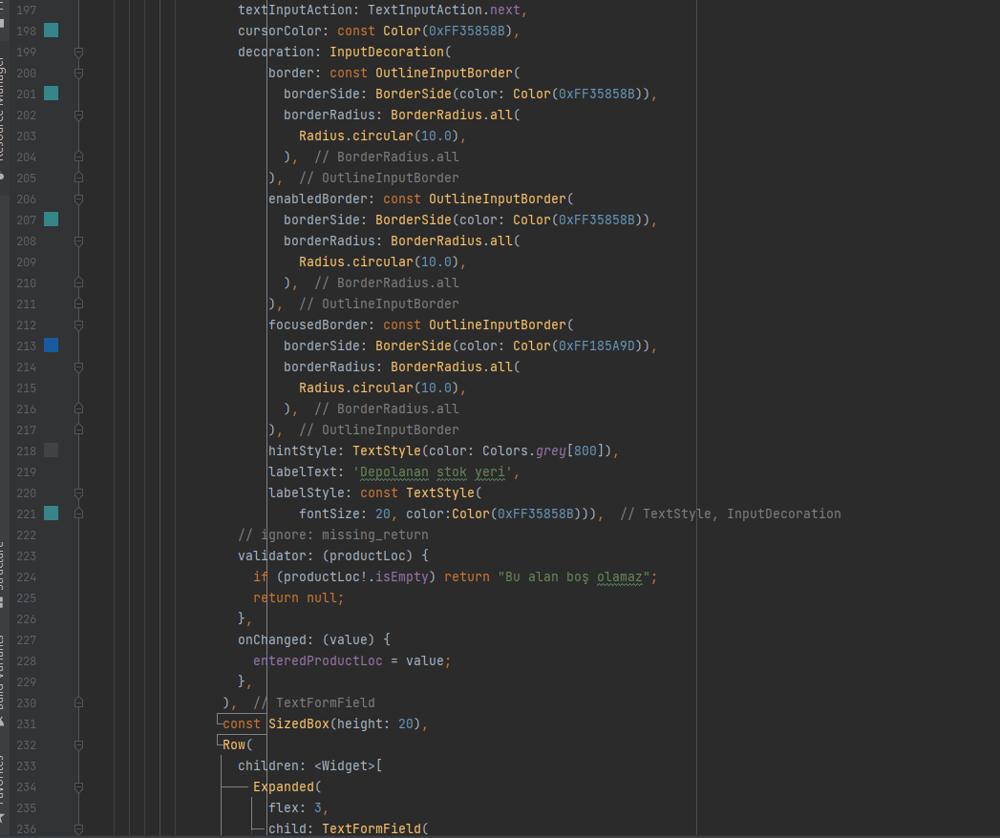 197 textInputAction: TextInputAction.next,
198 cursorColor: const Color(0xFF35858B),
199 decoration: InputDecoration(
200 border: const OutlineInputBorder(
201 borderSide: BorderSide(color: Color(0xFF35858B)),
202 borderRadius: BorderRadius.all(
203 Radius.circular(10.0),
204 ), // BorderRadius.all
205 ), // OutlineInputBorder
206 enabledBorder: const OutlineInputBorder(
207 borderSide: BorderSide(color: Color(0xFF35858B)),
208 borderRadius: BorderRadius.all(
209 Radius.circular(10.0),
210 ), // BorderRadius.all
211 ), // OutlineInputBorder
212 focusedBorder: const OutlineInputBorder(
213 borderSide: BorderSide(color: Color(0xFF185A9D)),
214 borderRadius: BorderRadius.all(
215 Radius.circular(10.0),
216 ), // BorderRadius.all
217 ), // OutlineInputBorder
218 hintStyle: TextStyle(color: Colors.grey[800]),
219 labelText: 'Depolanan stok yeri',
220 labelStyle: const TextStyle(
221 fontSize: 20, color:Color(0xFF35858B))), // TextStyle, InputDecoration
222 // ignore: missing_return
223 validator: (productLoc) {
224 if (productLoc!.isEmpty) return "Bu alan boş olamaz";
225 return null;
226 },
227 onChanged: (value) {
228 enteredProductLoc = value;
229 },
230 ), // TextFormField
231 const SizedBox(height: 20),
232 Row(
233 children: <Widget>[
234 Expanded(
235 flex: 3,
236 child: TextFormField(